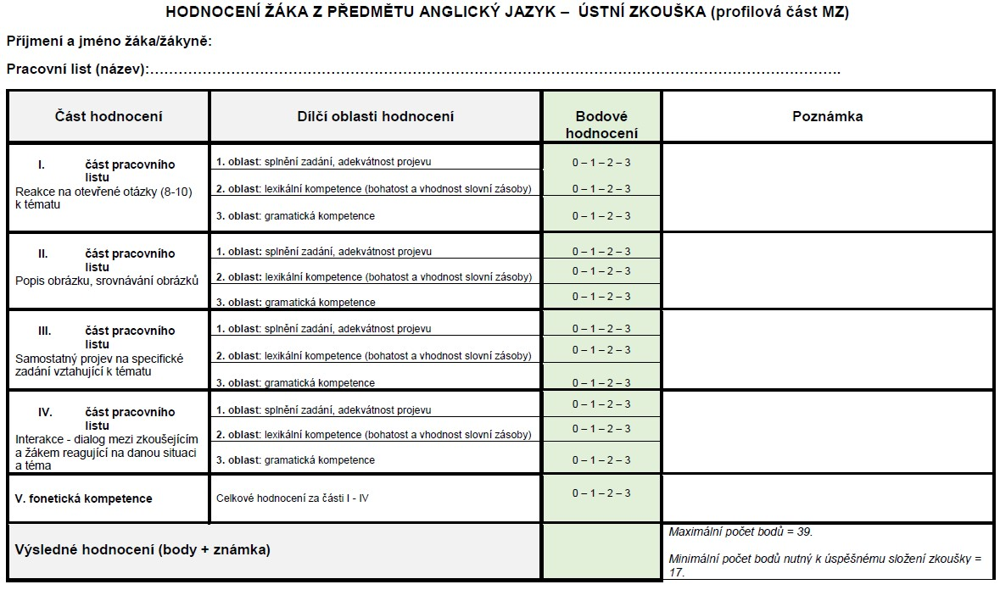 HODNOCENÍ ŽÁKA Z PŘEDMĚTU ANGLICKÝ JAZYK – ÚSTNÍ ZKOUŠKA (profilová část MZ)
Příjmení a jméno žáka/žákyně:
Pracovní list (název):……………………………………………………………………………………………………………………………….
Část hodnocení
Dílčí oblasti hodnocení
Bodové
hodnocení
Poznámka
I. část pracovního
listu
Reakce na otevřené otázky (8-10)
k tématu
1. oblast: splnění zadání, adekvátnost projevu
0 – 1 – 2 – 3
2. oblast: lexikální kompetence (bohatost a vhodnost slovní zásoby)
0 – 1 – 2 – 3
3. oblast: gramatická kompetence
0 – 1 – 2 – 3
II. část pracovního
listu
Popis obrázku, srovnávání obrázků
1. oblast: splnění zadání, adekvátnost projevu
0 – 1 – 2 – 3
2. oblast: lexikální kompetence (bohatost a vhodnost slovní zásoby)
0 – 1 – 2 – 3
3. oblast: gramatická kompetence
0 – 1 – 2 – 3
III. část pracovního
listu
Samostatný projev na specifické
zadání vztahující k tématu
1. oblast: splnění zadání, adekvátnost projevu
0 – 1 – 2 – 3
2. oblast: lexikální kompetence (bohatost a vhodnost slovní zásoby)
0 – 1 – 2 – 3
3. oblast: gramatická kompetence
0 – 1 – 2 – 3
IV. část pracovního
listu
Interakce - dialog mezi zkoušejícím
a žákem reagující na danou situaci
a téma
1. oblast: splnění zadání, adekvátnost projevu
0 – 1 – 2 – 3
2. oblast: lexikální kompetence (bohatost a vhodnost slovní zásoby)
0 – 1 – 2 – 3
3. oblast: gramatická kompetence
0 – 1 – 2 – 3
V. fonetická kompetence
Celkové hodnocení za části I - IV
0 – 1 – 2 – 3
Výsledné hodnocení (body + známka)
Maximální počet bodů = 39.
Minimální počet bodů nutný k úspěšnému složení zkoušky =
17.